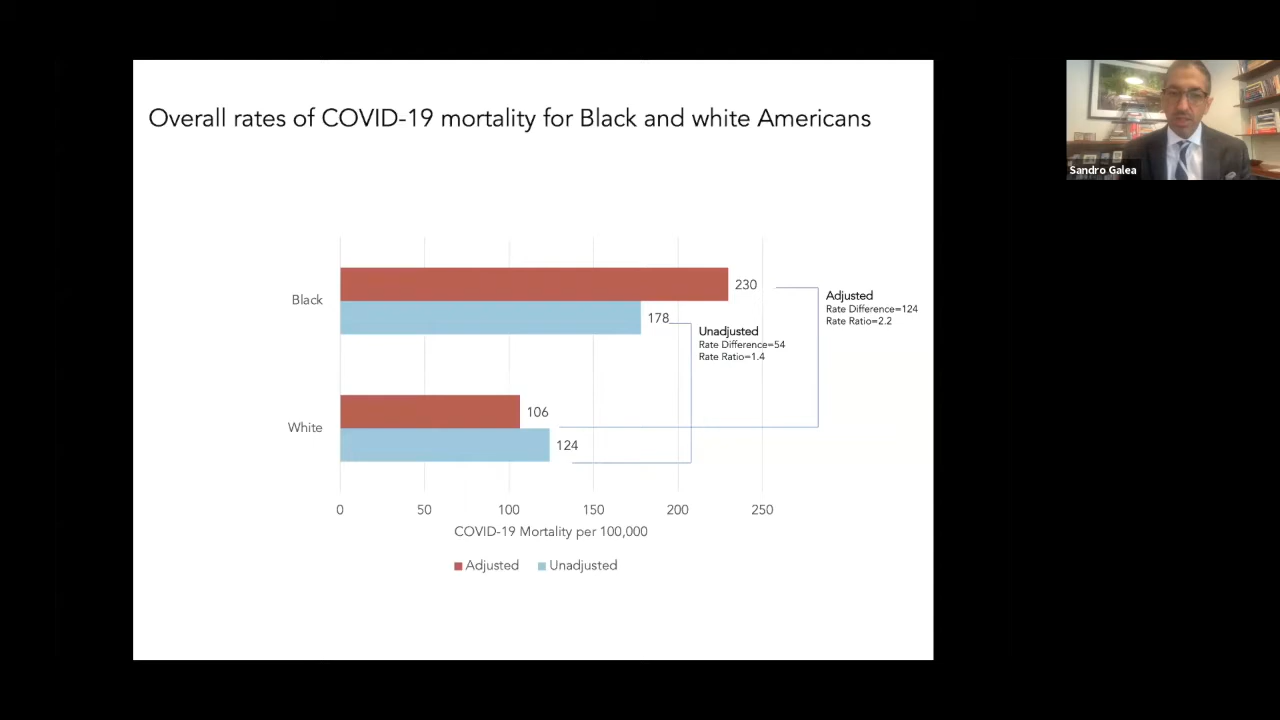 Overall rates of COVID-19 mortality for Black and white Americans
Sandro Galea
Black
230
178
Adjusted
Rate Difference=124
Rate Ratio=2.2
Unadjusted
Rate Difference=54
Rate Ratio=1.4
White
106
124
0 50 100 150 200 250
COVID-19 Mortality per 100,000
Adjusted Unadjusted